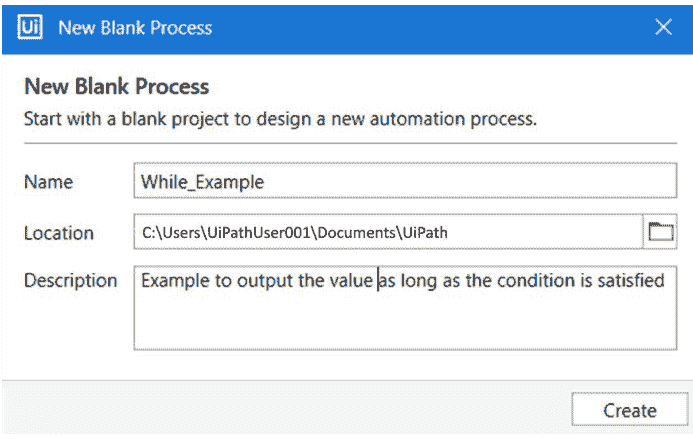 Ui New Blank Process
New Blank Process
Start with a blank project to design a new automation process.
Name While_Example
Location C:\Users\UiPathUser001\Documents\UiPath
Description Example to output the value as long as the condition is satisfied
Create